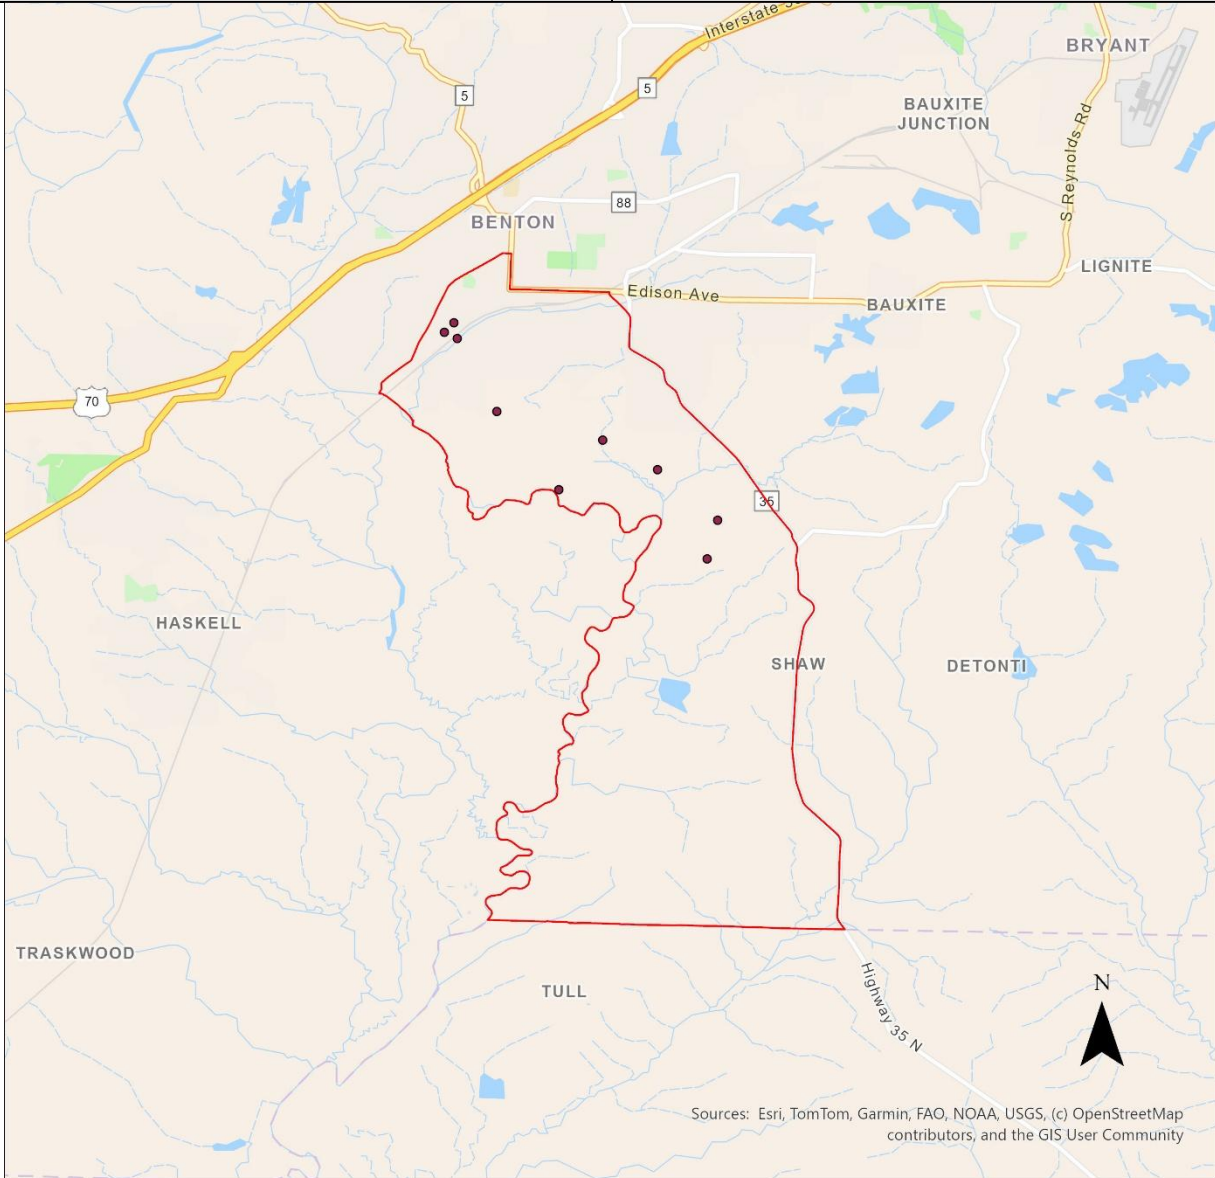 Interstate 30
BRYANT
5
5
BAUXITE
JUNCTION
S Reynolds Rd
88
BENTON
LIGNITE
Edison Ave
BAUXITE
70
35
HASKELL
SHAW
DETONTI
TRASKWOOD
TULL
Highway 35 N
N
Sources: Esri, TomTom, Garmin, FAO, NOAA, USGS, (c) OpenStreetMap
contributors, and the GIS User Community